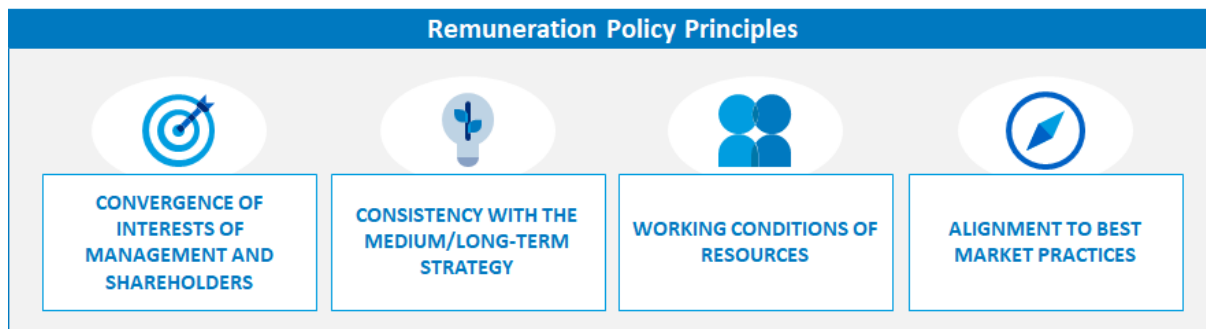 Remuneration Policy Principles
CONVERGENCE OF
INTERESTS OF
MANAGEMENT AND
SHAREHOLDERS
CONSISTENCY WITH THE
MEDIUM/LONG-TERM
STRATEGY
WORKING CONDITIONS OF
RESOURCES
ALIGNMENT TO BEST
MARKET PRACTICES